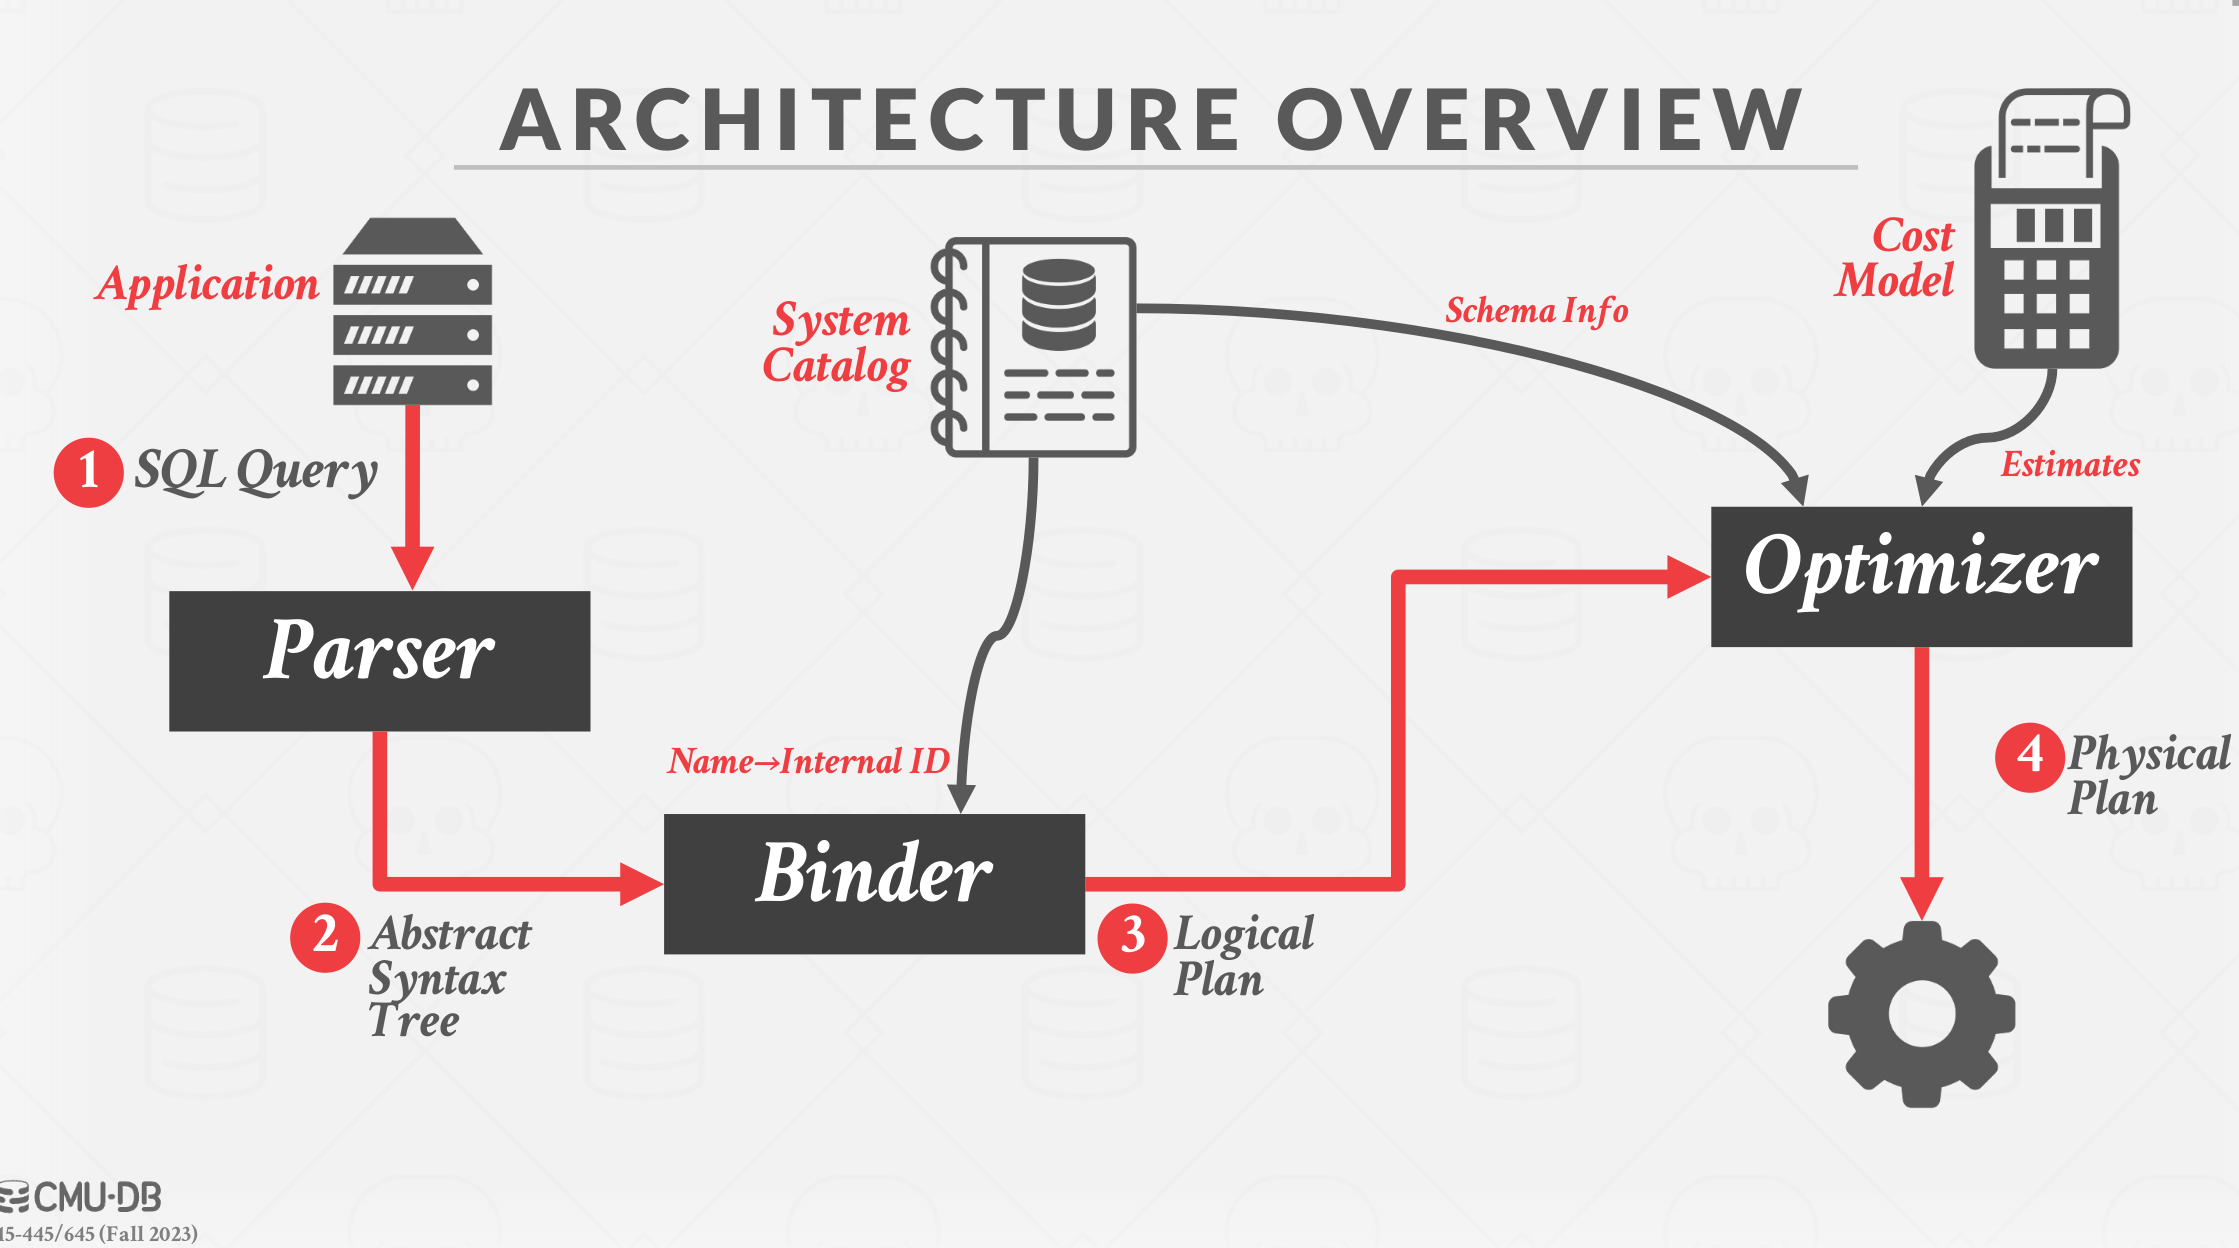 ARCHITECTURE OVERVIEW
Application
1 SQL Query
Parser
2 Abstract
Syntax
Tree
System
Catalog
Name→Internal ID
Binder
3 Logical
Plan
Schema Info
Cost
Model
Estimates
Optimizer
4 Physical
Plan
CMU·DB
15-445/645 (Fall 2023)